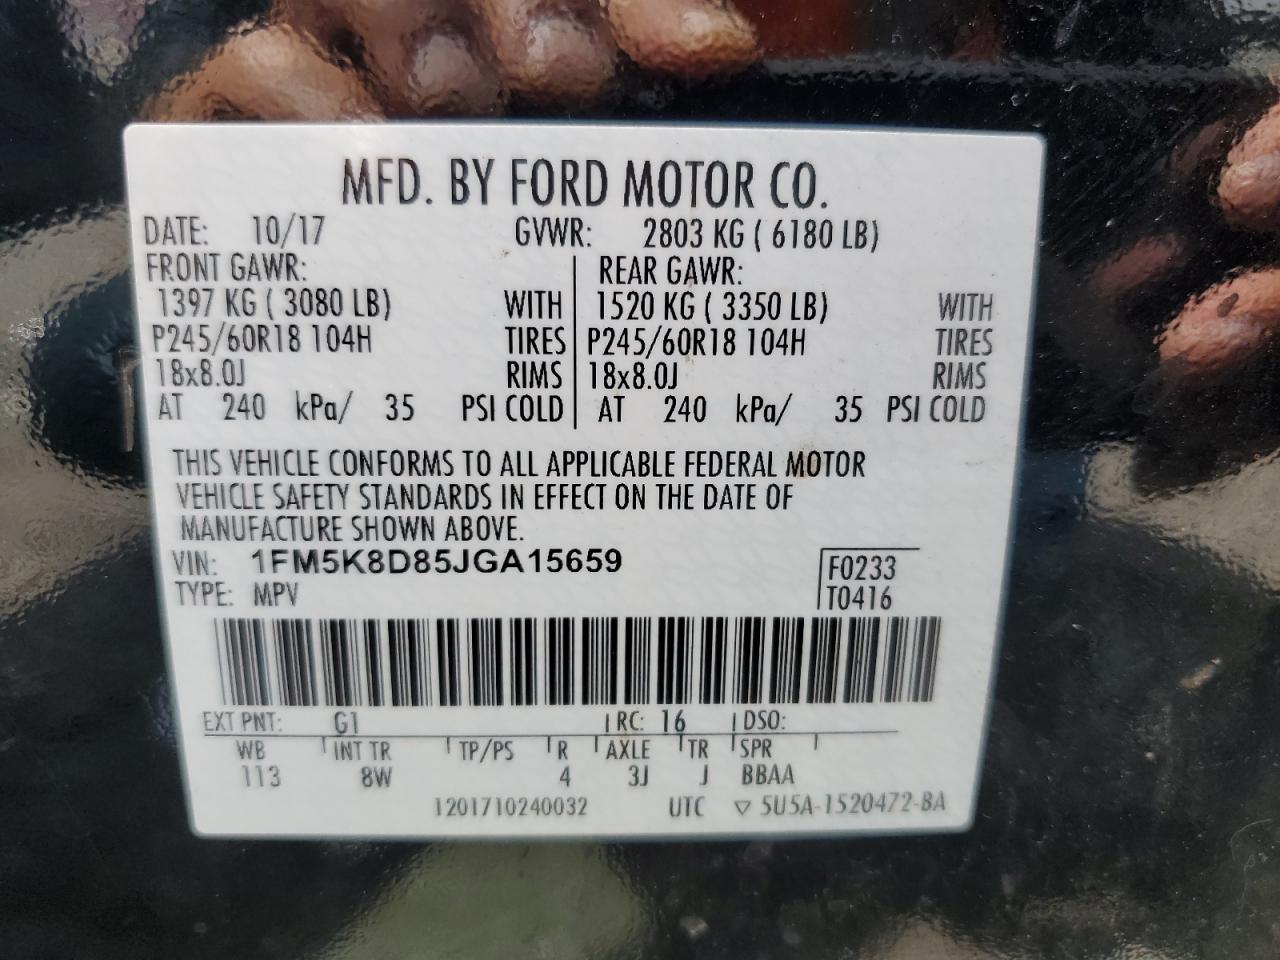 MFD. BY FORD MOTOR CO.
DATE: 10/17 GVWR: 2803 KG ( 6180 LB)
FRONT GAWR: REAR GAWR:
1397 KG ( 3080 LB) WITH 1520 KG ( 3350 LB) WITH
P245/60R18 104H TIRES P245/60R18 104H TIRES
18x8.0J RIMS 18x8.0J RIMS
AT 240 kPa/ 35 PSI COLD AT 240 kPa/ 35 PSI COLD
THIS VEHICLE CONFORMS TO ALL APPLICABLE FEDERAL MOTOR
VEHICLE SAFETY STANDARDS IN EFFECT ON THE DATE OF
MANUFACTURE SHOWN ABOVE.
VIN: 1FM5K8D85JGA15659 F0233
TYPE: MPV T0416
EXT PNT: G1 RC: 16 DSO:
WB INT TR TP/PS R AXLE TR SPR
113 8W 4 3J J BBAA
1201710240032 UTC ▽ 5U5A-1520472-BA